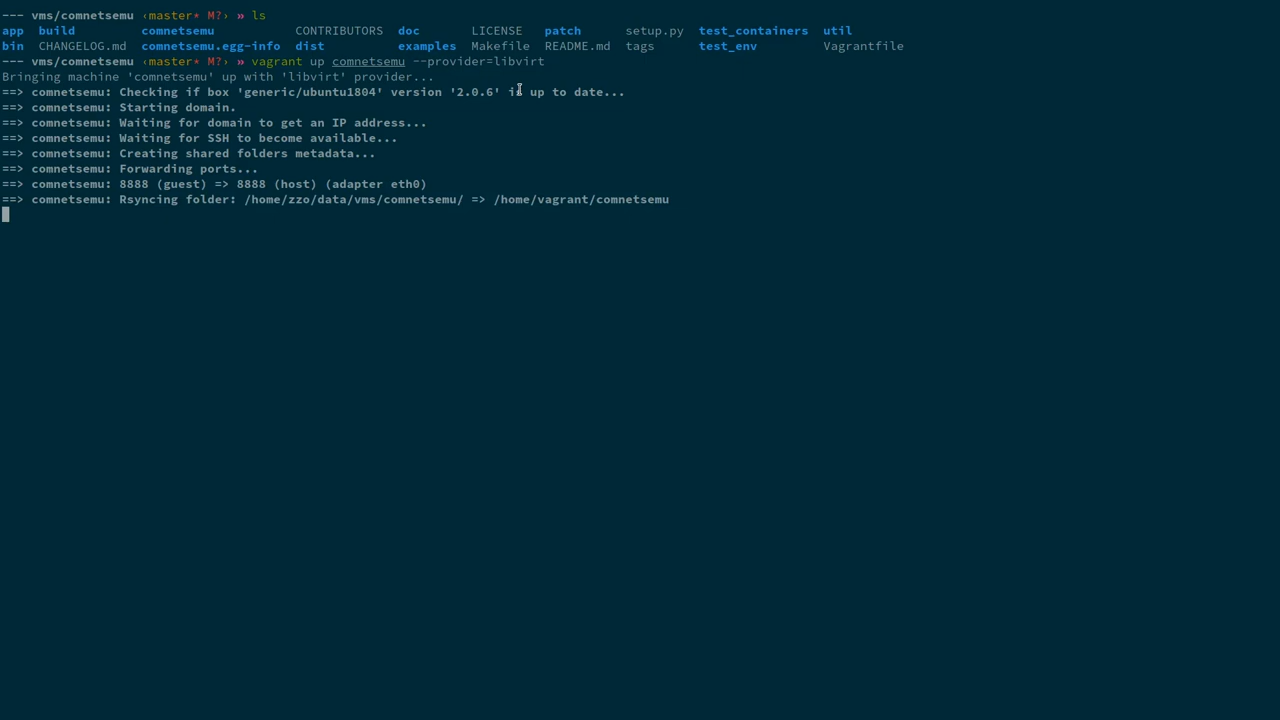 --- vms/comnetsemu ‹master* M?› » ls
app  build      comnetsemu           CONTRIBUTORS  doc       LICENSE   patch      setup.py  test_containers  util
bin  CHANGELOG.md  comnetsemu.egg-info  dist          examples  Makefile  README.md  tags      test_env         Vagrantfile
--- vms/comnetsemu ‹master* M?› » vagrant up comnetsemu --provider=libvirt
Bringing machine 'comnetsemu' up with 'libvirt' provider...
==> comnetsemu: Checking if box 'generic/ubuntu1804' version '2.0.6' is up to date...
==> comnetsemu: Starting domain.
==> comnetsemu: Waiting for domain to get an IP address...
==> comnetsemu: Waiting for SSH to become available...
==> comnetsemu: Creating shared folders metadata...
==> comnetsemu: Forwarding ports...
==> comnetsemu: 8888 (guest) => 8888 (host) (adapter eth0)
==> comnetsemu: Rsyncing folder: /home/zzo/data/vms/comnetsemu/ => /home/vagrant/comnetsemu